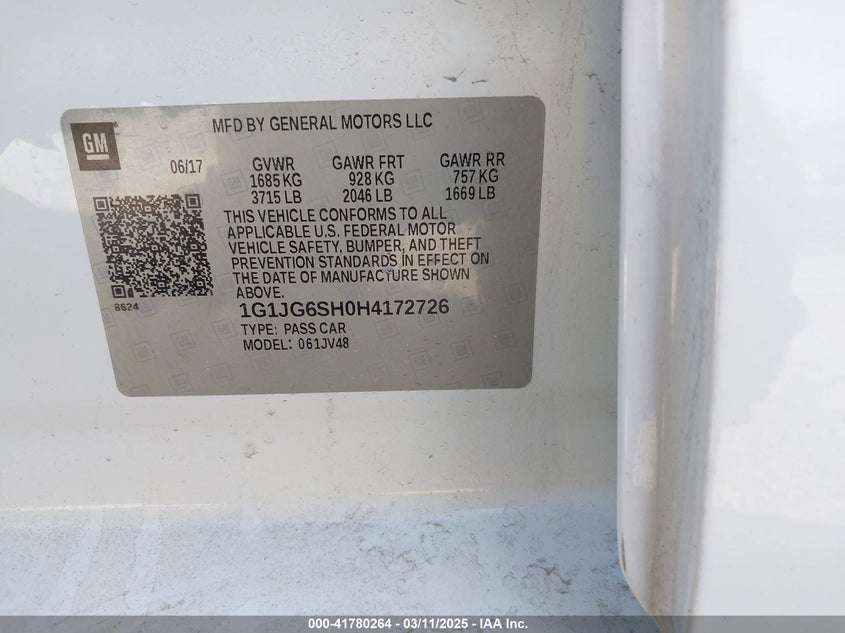 GM
MFD BY GENERAL MOTORS LLC
06/17 GVWR GAWR FRT GAWR RR
1685 KG 928 KG 757 KG
3715 LB 2046 LB 1669 LB
THIS VEHICLE CONFORMS TO ALL
APPLICABLE U.S. FEDERAL MOTOR
VEHICLE SAFETY, BUMPER, AND THEFT
PREVENTION STANDARDS IN EFFECT ON
THE DATE OF MANUFACTURE SHOWN
ABOVE.
8624
1G1JG6SH0H4172726
TYPE: PASS CAR
MODEL: 061JV48
000-41780264 - 03/11/2025 - IAA Inc.